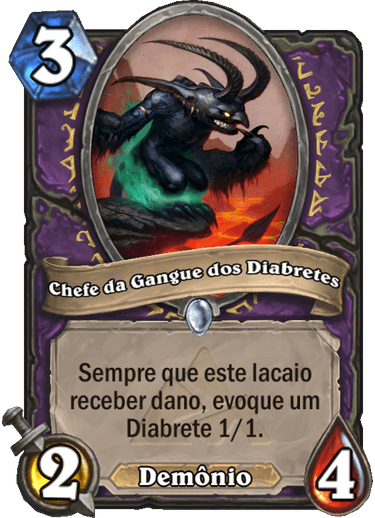 3
Chefe da Gangue dos Diabretes
Sempre que este lacaio
receber dano, evoque um
Diabrete 1/1.
2
Demônio
4